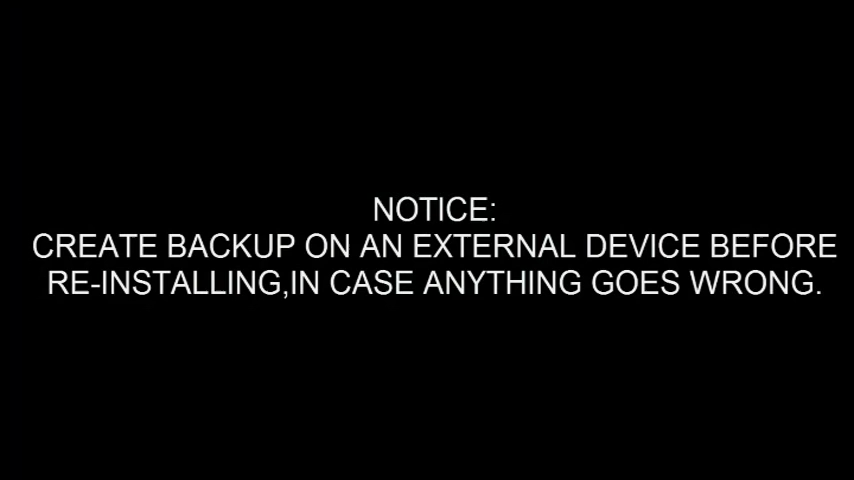 NOTICE:
CREATE BACKUP ON AN EXTERNAL DEVICE BEFORE
RE-INSTALLING,IN CASE ANYTHING GOES WRONG.